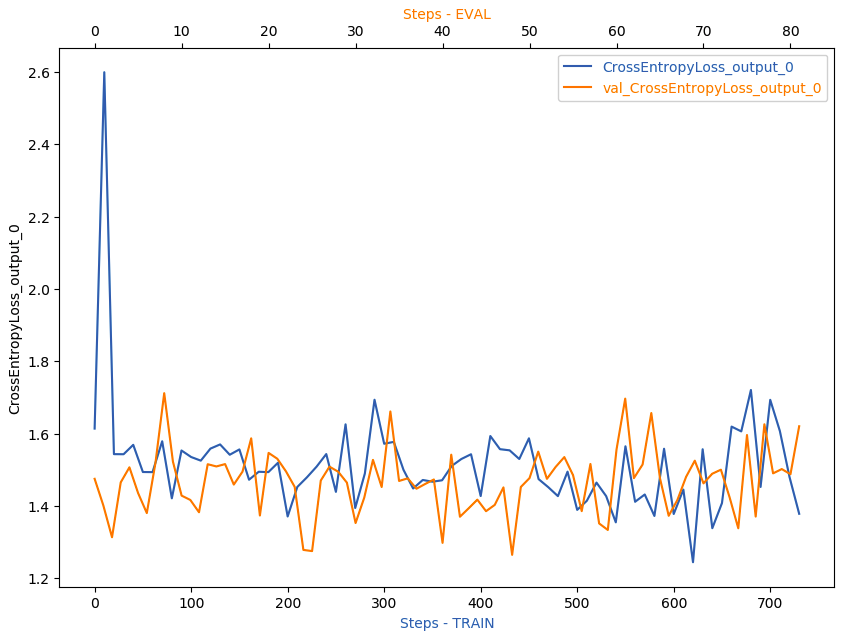 Steps - EVAL
0 10 20 30 40 50 60 70 80
CrossEntropyLoss_output_0
val_CrossEntropyLoss_output_0
2.6
2.4
2.2
2.0
1.8
1.6
1.4
1.2
CrossEntropyLoss_output_0
0 100 200 300 400 500 600 700
Steps - TRAIN